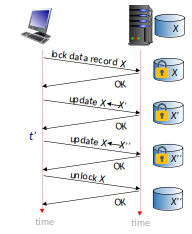 X
lock data record X
X
OK
update X ← X'
X'
OK
t'
update X ← X''
X''
OK
unlock X
X''
OK
time
time